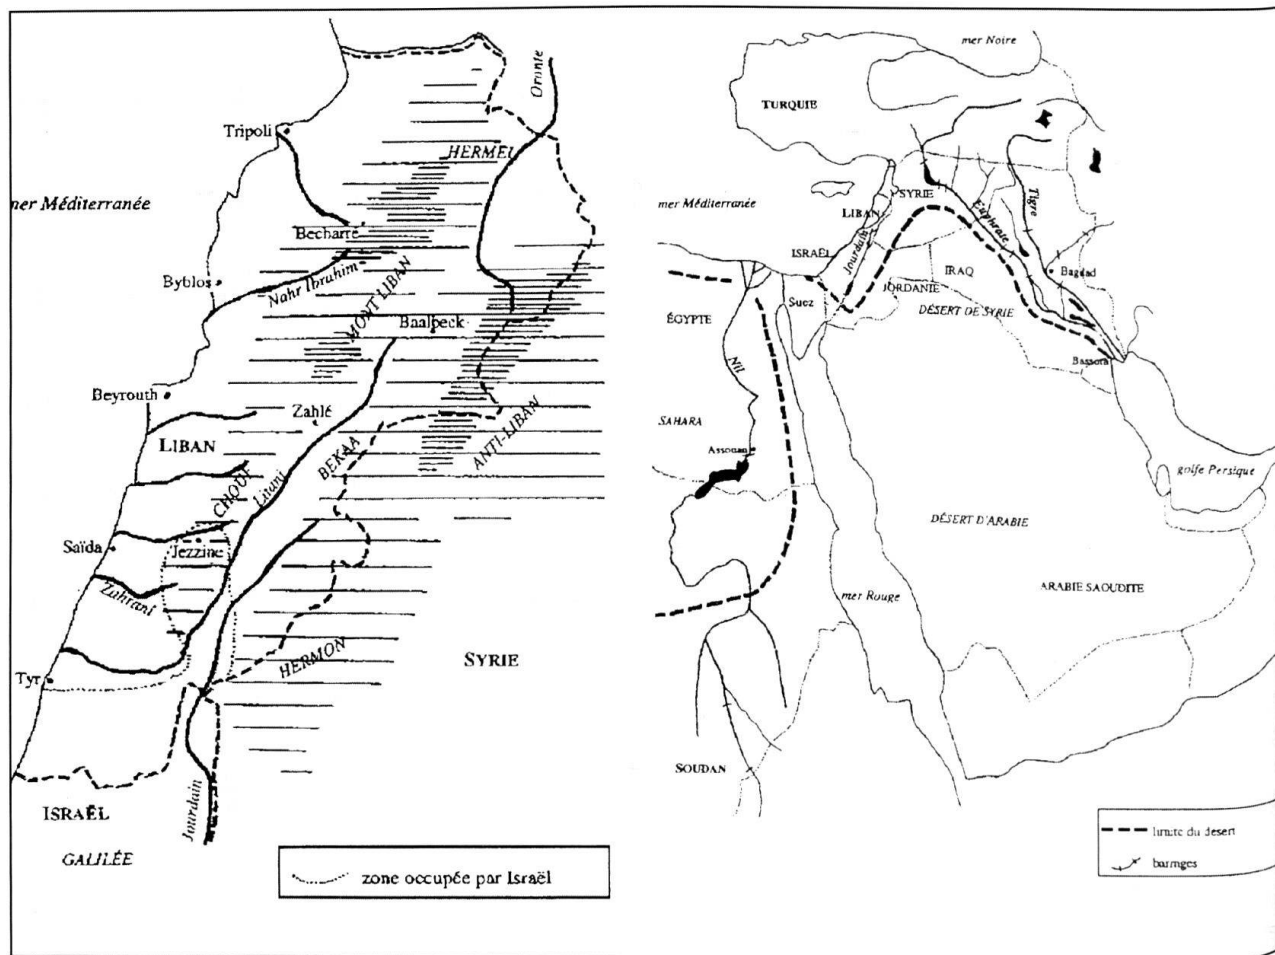 Oronte
Tripoli
HERMEL
mer Méditerranée
Becharré
Byblos
Nahr Ibrahim
MONT LIBAN
Baalpeck
Beyrouth
Zahlé
LIBAN
BEKAA
ANTI-LIBAN
CHOUF
Litani
Saïda
Jezzine
Zahrani
HERMON
SYRIE
Tyr
Jourdain
ISRAËL
GALILÉE
zone occupée par Israël
mer Noire
TURQUIE
SYRIE
mer Méditerranée
LIBAN
Euphrate
Tigre
ISRAËL
Jourdain
IRAQ
Bagdad
JORDANIE
Suez
DÉSERT DE SYRIE
ÉGYPTE
Nil
Bassora
SAHARA
Assouan
golfe Persique
DÉSERT D'ARABIE
ARABIE SAOUDITE
mer Rouge
SOUDAN
limite du désert
barrages